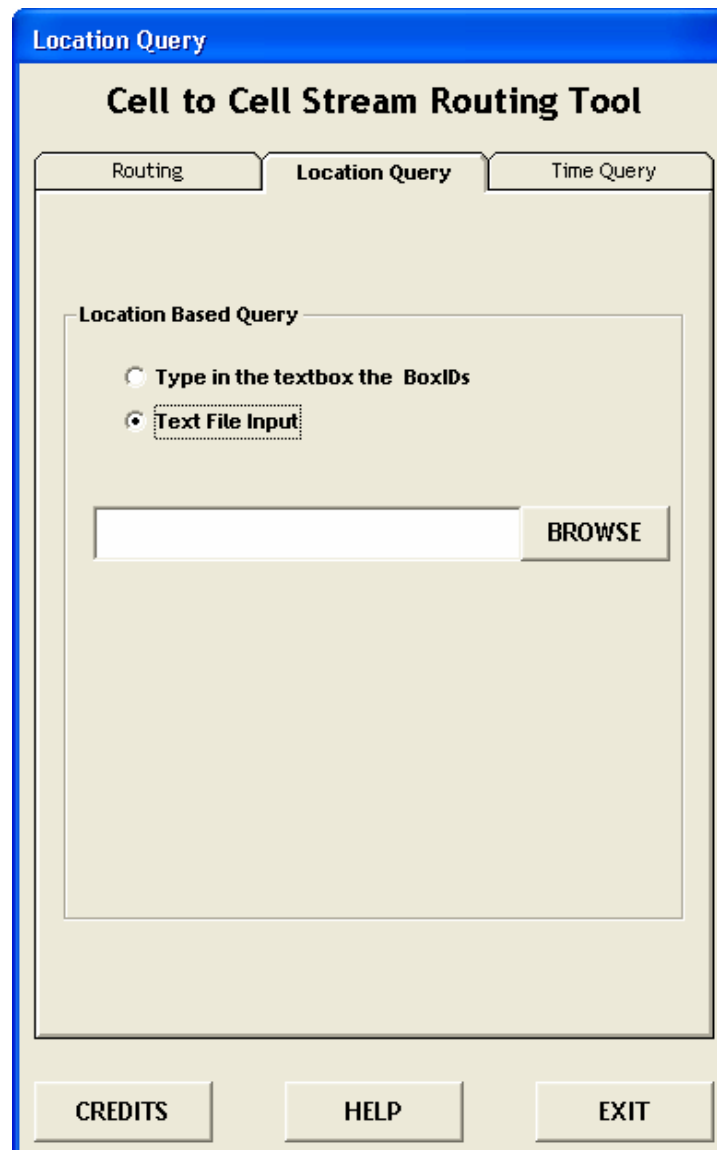 Location Query
Cell to Cell Stream Routing Tool
Routing Location Query Time Query
Location Based Query
Type in the textbox the BoxIDs
Text File Input
BROWSE
CREDITS HELP EXIT